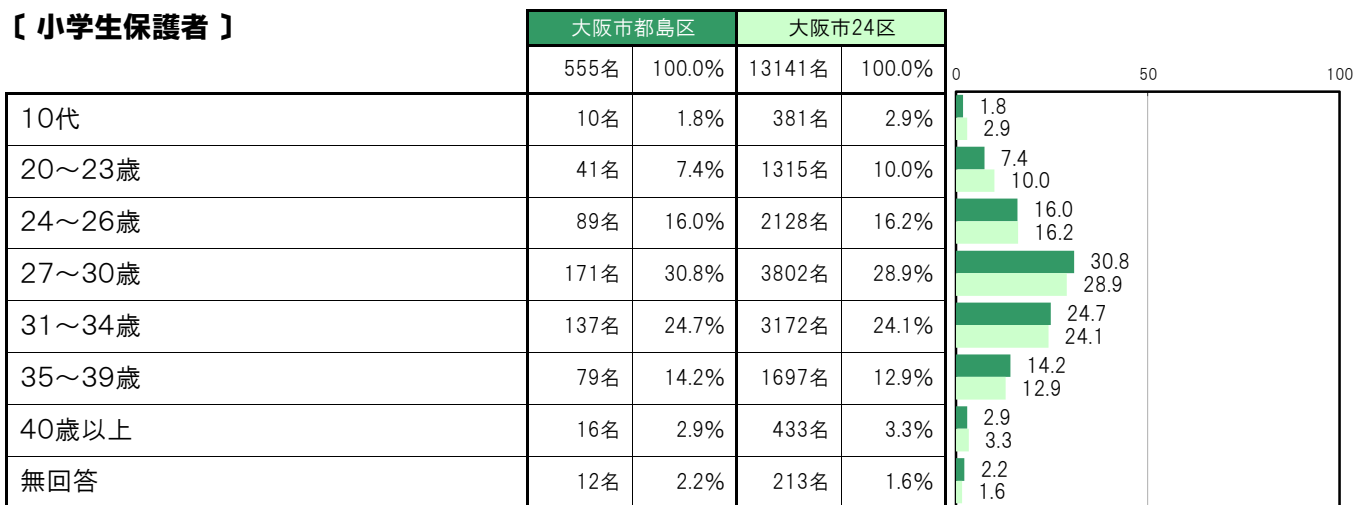 〔 小学生保護者 〕
大阪市都島区 大阪市24区
555名 100.0% 13141名 100.0%
0 50 100
10代 10名 1.8% 381名 2.9% 1.8
2.9
20～23歳 41名 7.4% 1315名 10.0% 7.4
10.0
24～26歳 89名 16.0% 2128名 16.2% 16.0
16.2
27～30歳 171名 30.8% 3802名 28.9% 30.8
28.9
31～34歳 137名 24.7% 3172名 24.1% 24.7
24.1
35～39歳 79名 14.2% 1697名 12.9% 14.2
12.9
40歳以上 16名 2.9% 433名 3.3% 2.9
3.3
無回答 12名 2.2% 213名 1.6% 2.2
1.6